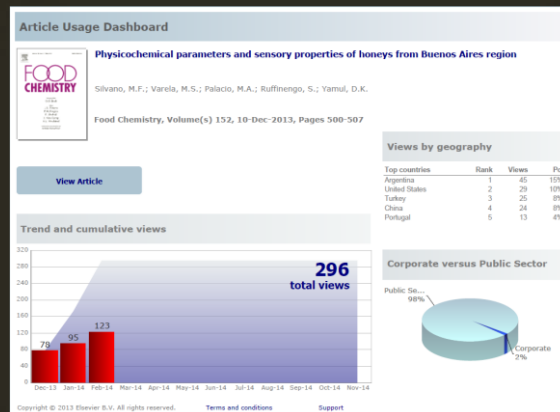 Article Usage Dashboard
FOOD
CHEMISTRY
Physicochemical parameters and sensory properties of honeys from Buenos Aires region
Silvano, M.F.; Varela, M.S.; Palacio, M.A.; Ruffinengo, S.; Yamul, D.K.
Food Chemistry, Volume(s) 152, 10-Dec-2013, Pages 500-507
View Article
Views by geography
Top countries Rank Views
Argentina 1 45 15%
United States 2 29 10%
Turkey 3 25 8%
China 4 24 8%
Portugal 5 13 4%
Trend and cumulative views
320
280
240
200
160
120
80
40
0
296
total views
78
95
123
Dec-13 Jan-14 Feb-14 Mar-14 Apr-14 May-14 Jun-14 Jul-14 Aug-14 Sep-14 Oct-14 Nov-14
Corporate versus Public Sector
Public Se...
98%
Corporate
2%
Copyright © 2013 Elsevier B.V. All rights reserved. Terms and conditions Support